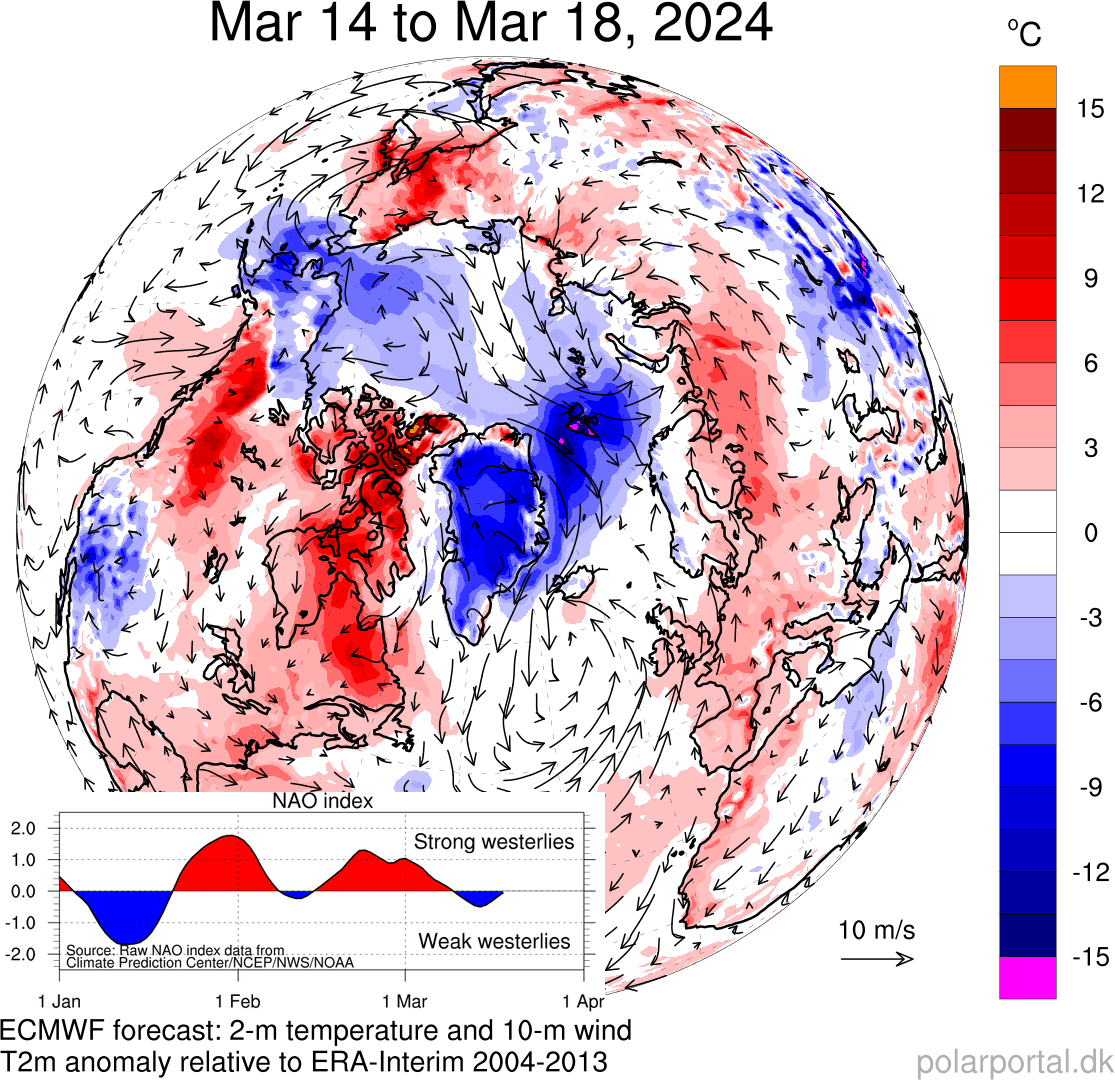 Mar 14 to Mar 18, 2024
°C
15
12
9
6
3
0
-3
-6
-9
-12
-15
10 m/s
NAO index
2.0
1.0
0.0
-1.0
-2.0
Strong westerlies
Weak westerlies
Source: Raw NAO index data from
Climate Prediction Center/NCEP/NWS/NOAA
1 Jan
1 Feb
1 Mar
1 Apr
ECMWF forecast: 2-m temperature and 10-m wind
T2m anomaly relative to ERA-Interim 2004-2013
polarportal.dk